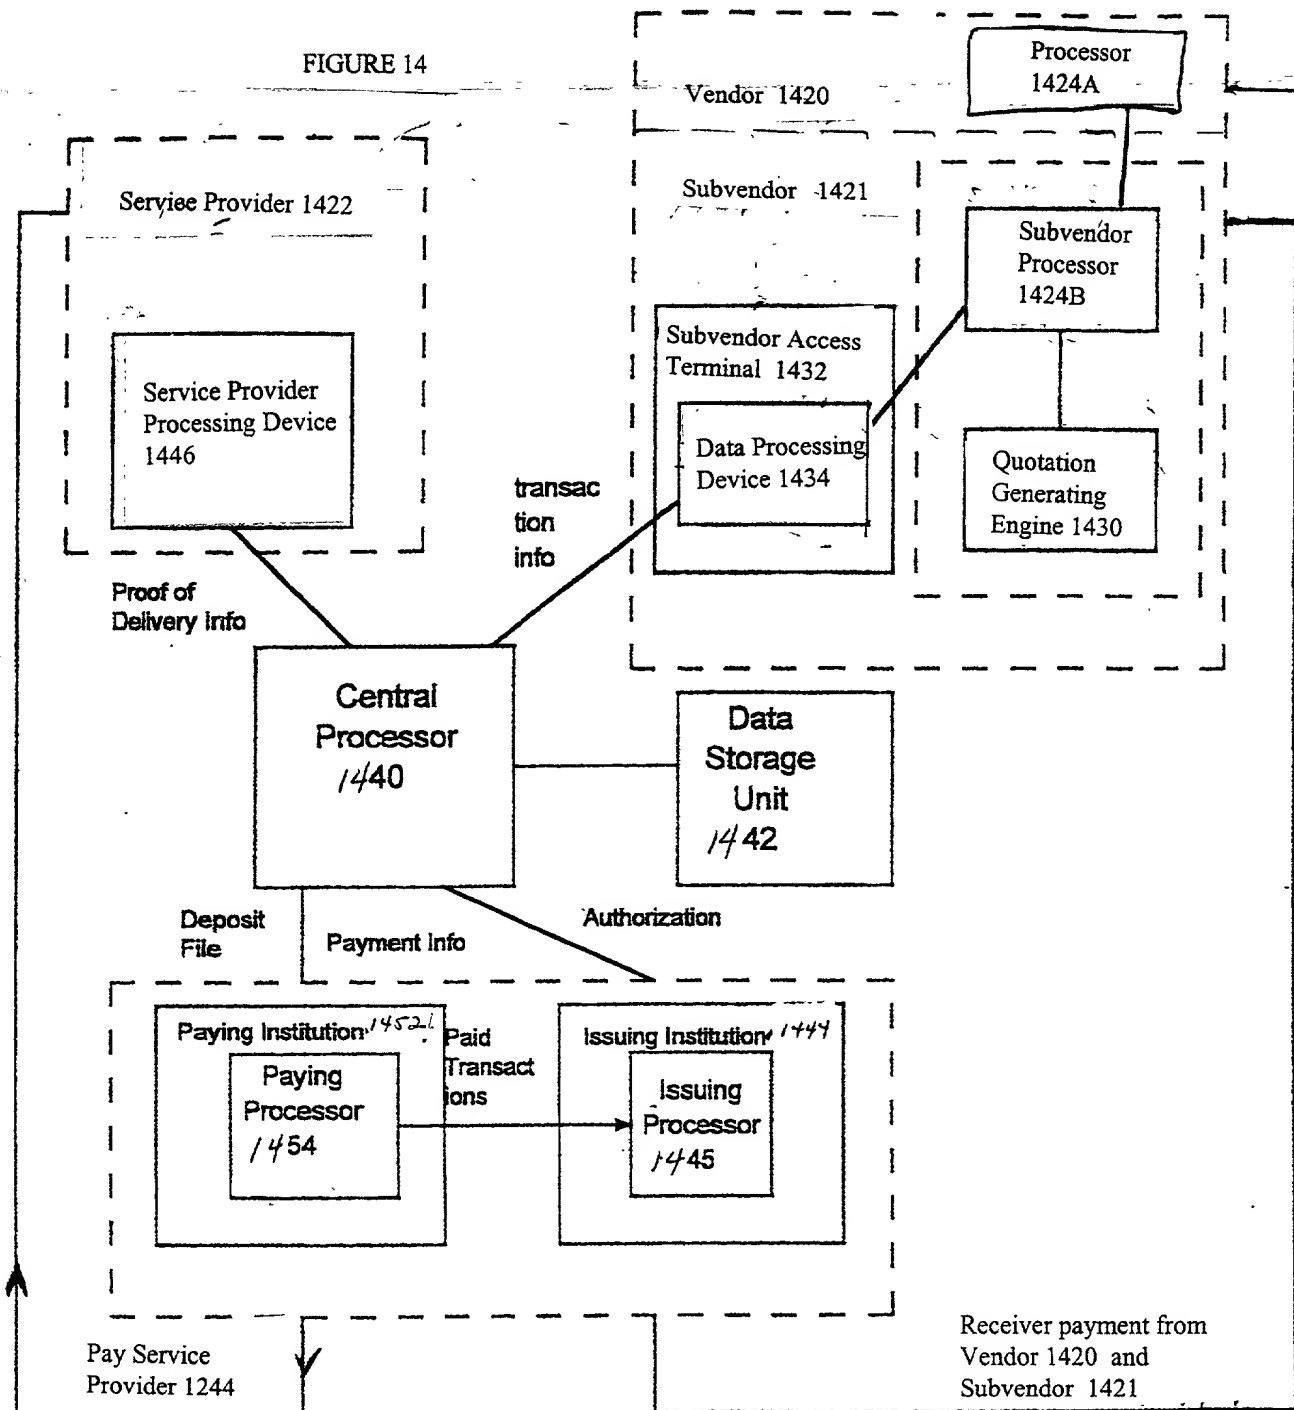 FIGURE 14
Processor
1424A
Vendor 1420
Service Provider 1422
Subvendor 1421
Subvendor
Processor
1424B
Subvendor Access
Terminal 1432
Service Provider
Processing Device
1446
Data Processing
Device 1434
Quotation
Generating
Engine 1430
transac
tion
info
Proof of
Delivery Info
Central
Processor
1440
Data
Storage
Unit
1442
Deposit
File
Payment Info
Authorization
Paying Institution 1452
Paid
Transact
ions
Issuing Institution 1444
Paying
Processor
1454
Issuing
Processor
1445
Pay Service
Provider 1244
Receiver payment from
Vendor 1420 and
Subvendor 1421